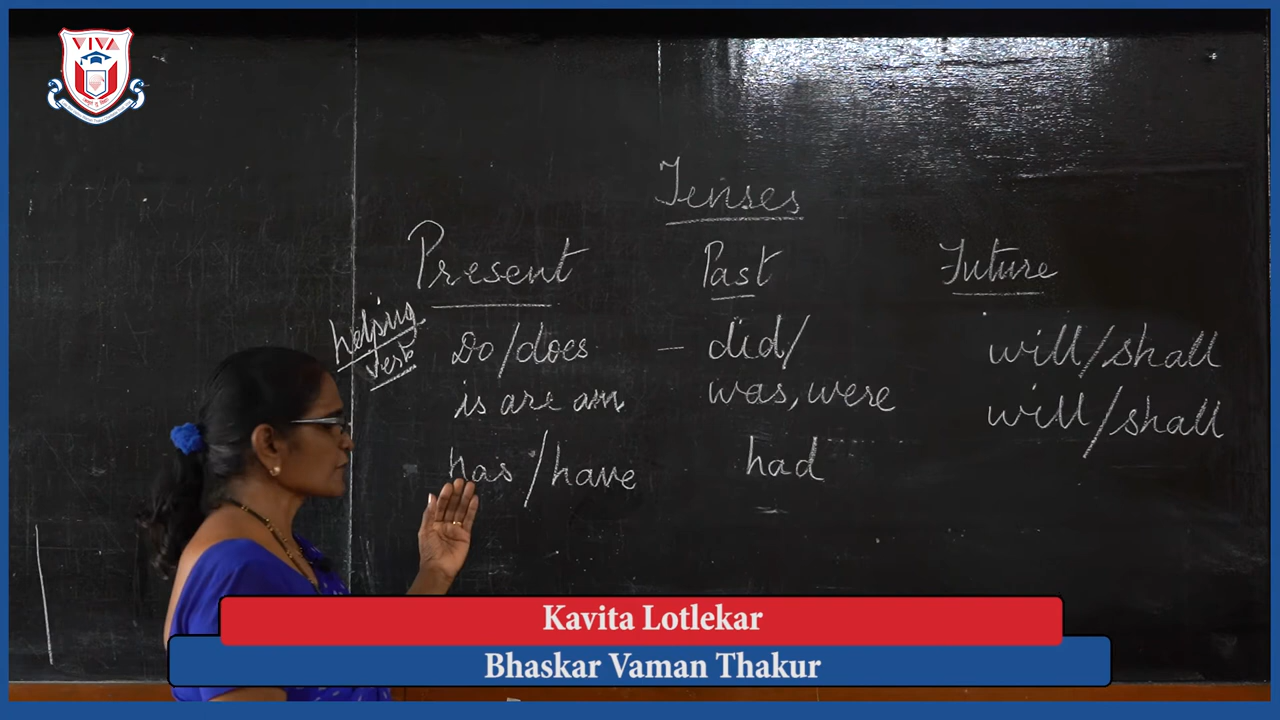 VIVA
Tenses
Present Past Future
helping
verb
Do/does – did/ will/shall
is are am was, were will/shall
has/have had
Kavita Lotlekar
Bhaskar Vaman Thakur